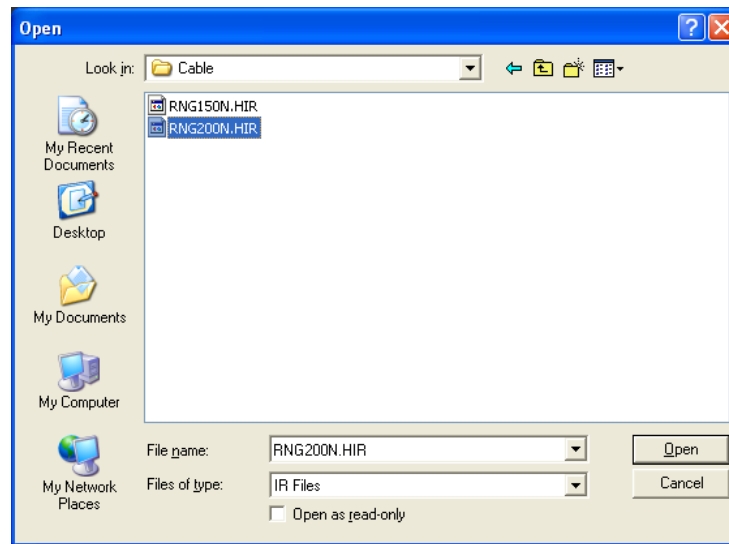 Open
Look in:
Cable
RNG150N.HIR
RNG200N.HIR
My Recent
Documents
Desktop
My Documents
My Computer
My Network
Places
File name:
RNG200N.HIR
Open
Files of type:
IR Files
Cancel
Open as read-only